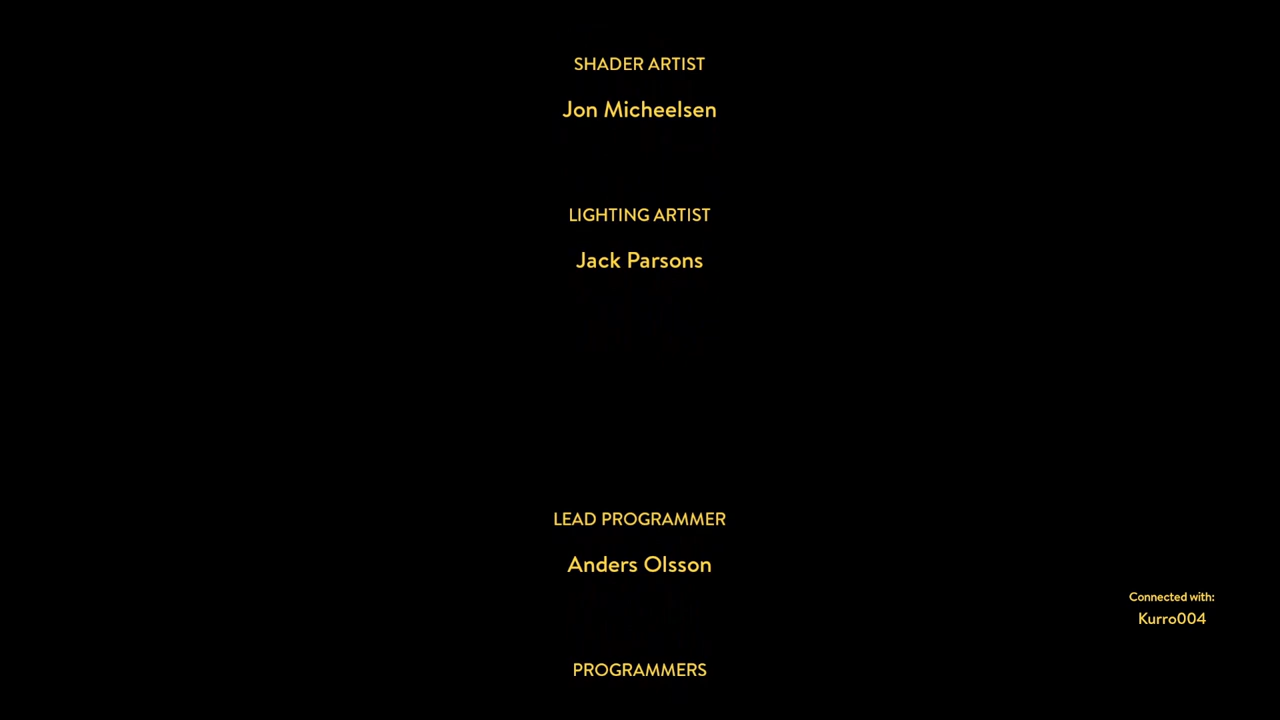 SHADER ARTIST
Jon Micheelsen
LIGHTING ARTIST
Jack Parsons
LEAD PROGRAMMER
Anders Olsson
Connected with:
Kurro004
PROGRAMMERS